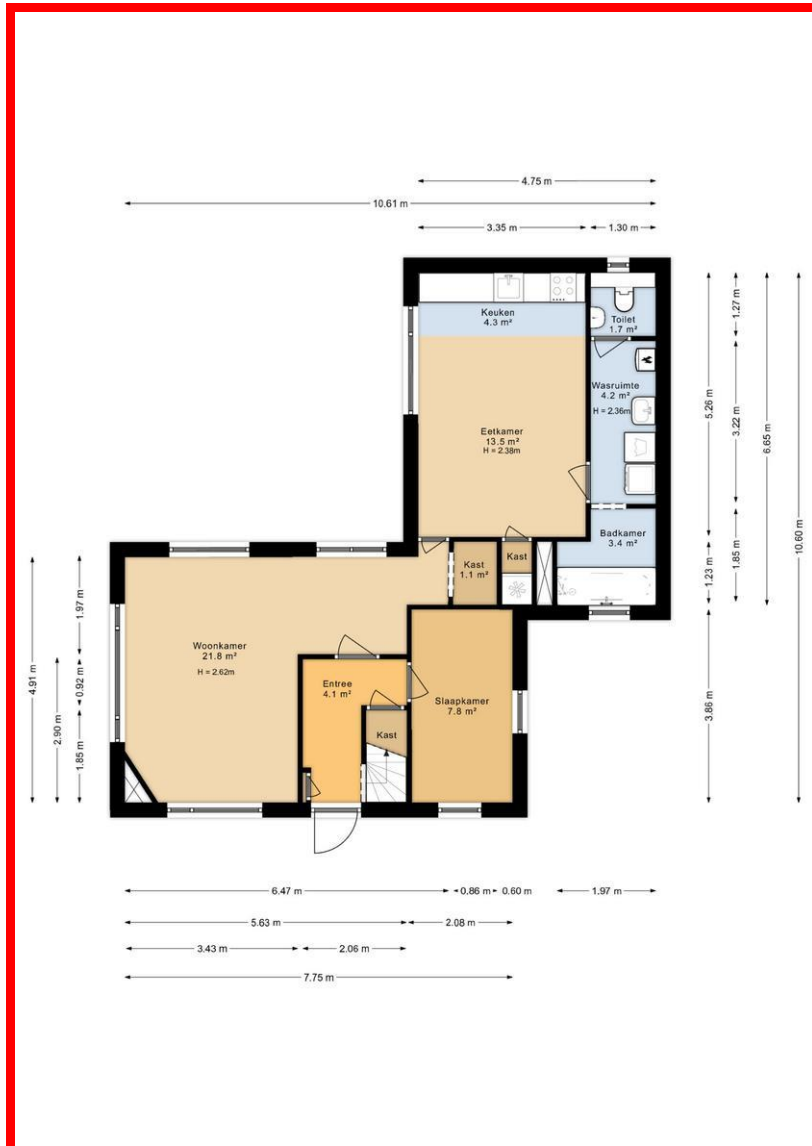 4.75 m
10.61 m
3.35 m
1.30 m
Keuken
4.3 m²
Toilet
1.7 m²
1.27 m
Wasruimte
4.2 m²
H = 2.36m
Eetkamer
13.5 m²
H = 2.38m
5.26 m
3.22 m
6.65 m
10.60 m
Badkamer
3.4 m²
Kast
Kast
1.1 m²
1.23 m
1.85 m
1.97 m
Woonkamer
21.8 m²
H = 2.62m
4.91 m
0.92 m
2.90 m
1.85 m
Entree
4.1 m²
Slaapkamer
7.8 m²
Kast
3.86 m
6.47 m
0.86 m
0.60 m
1.97 m
5.63 m
2.08 m
3.43 m
2.06 m
7.75 m